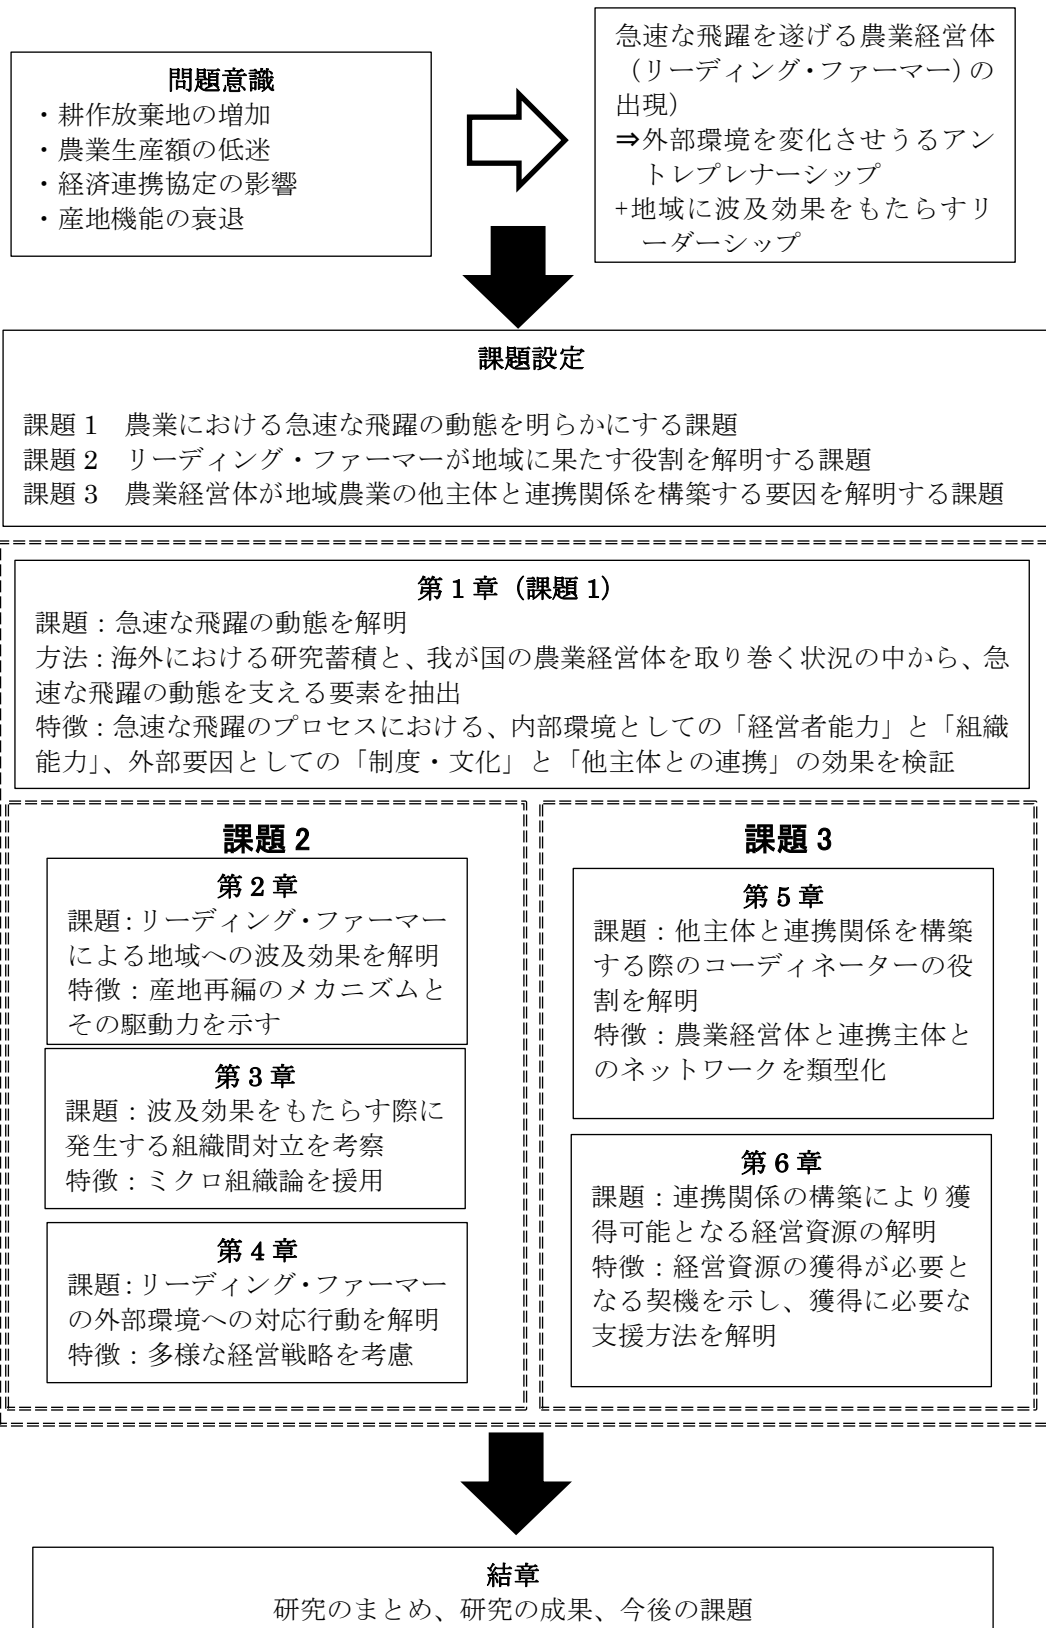 問題意識
・耕作放棄地の増加
・農業生産額の低迷
・経済連携協定の影響
・産地機能の衰退
急速な飛躍を遂げる農業経営体
(リーディング・ファーマー)の
出現)
⇒外部環境を変化させうるアン
トレプレナーシップ
+地域に波及効果をもたらすリ
ーダーシップ
課題設定
課題1 農業における急速な飛躍の動態を明らかにする課題
課題2 リーディング・ファーマーが地域に果たす役割を解明する課題
課題3 農業経営体が地域農業の他主体と連携関係を構築する要因を解明する課題
第1章(課題1)
課題:急速な飛躍の動態を解明
方法:海外における研究蓄積と、我が国の農業経営体を取り巻く状況の中から、急
速な飛躍の動態を支える要素を抽出
特徴:急速な飛躍のプロセスにおける、内部環境としての「経営者能力」と「組織
能力」、外部要因としての「制度・文化」と「他主体との連携」の効果を検証
課題2
第2章
課題:リーディング・ファーマー
による地域への波及効果を解明
特徴:産地再編のメカニズムと
その駆動力を示す
第3章
課題:波及効果をもたらす際に
発生する組織間対立を考察
特徴:ミクロ組織論を援用
第4章
課題:リーディング・ファーマー
の外部環境への対応行動を解明
特徴:多様な経営戦略を考慮
課題3
第5章
課題:他主体と連携関係を構築
する際のコーディネーターの役
割を解明
特徴:農業経営体と連携主体と
のネットワークを類型化
第6章
課題:連携関係の構築により獲
得可能となる経営資源の解明
特徴:経営資源の獲得が必要と
なる契機を示し、獲得に必要な
支援方法を解明
結章
研究のまとめ、研究の成果、今後の課題